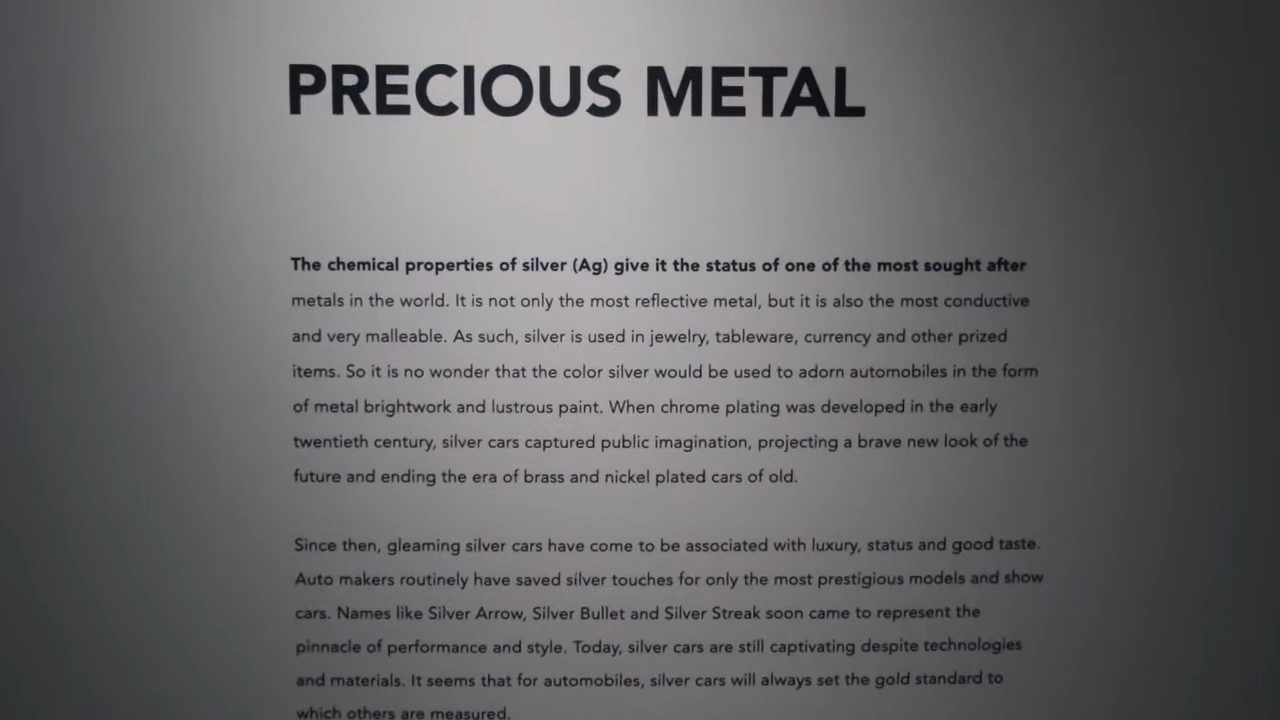 PRECIOUS METAL
The chemical properties of silver (Ag) give it the status of one of the most sought after
metals in the world. It is not only the most reflective metal, but it is also the most conductive
and very malleable. As such, silver is used in jewelry, tableware, currency and other prized
items. So it is no wonder that the color silver would be used to adorn automobiles in the form
of metal brightwork and lustrous paint. When chrome plating was developed in the early
twentieth century, silver cars captured public imagination, projecting a brave new look of the
future and ending the era of brass and nickel plated cars of old.
Since then, gleaming silver cars have come to be associated with luxury, status and good taste.
Auto makers routinely have saved silver touches for only the most prestigious models and show
cars. Names like Silver Arrow, Silver Bullet and Silver Streak soon came to represent the
pinnacle of performance and style. Today, silver cars are still captivating despite technologies
and materials. It seems that for automobiles, silver cars will always set the gold standard to
which others are measured.